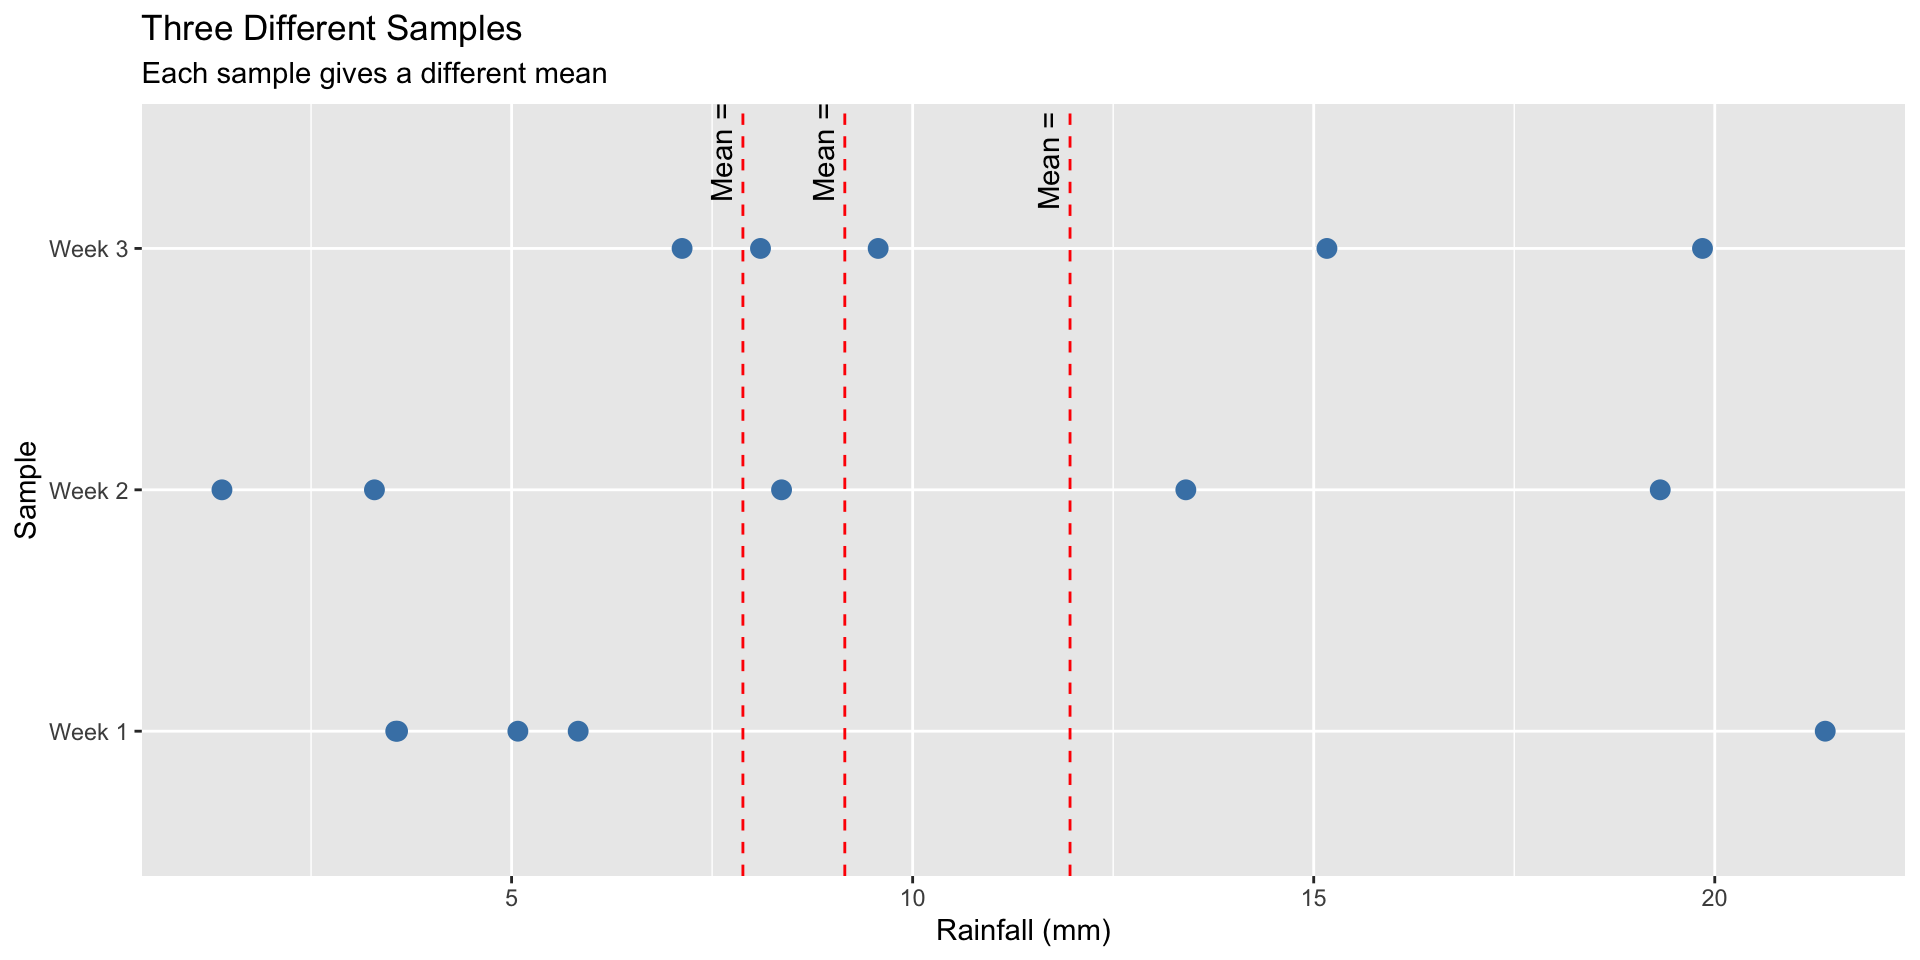 Three Different Samples
Each sample gives a different mean
Mean =
Mean =
Mean =
Week 3
Week 2
Week 1
Sample
5
10
15
20
Rainfall (mm)